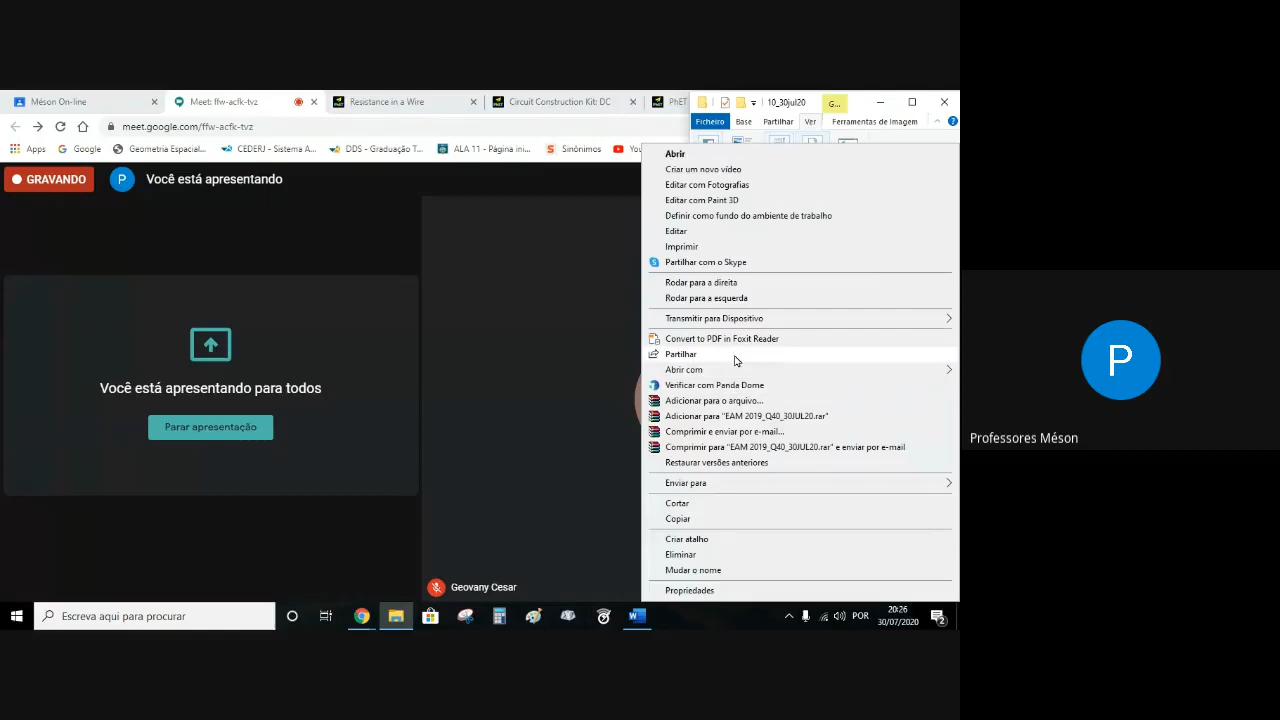 Méson On-line
Meet: ffw-acfk-tvz
Resistance in a Wire
Circuit Construction Kit: DC
PhET
10_30jul20
G...
meet.google.com/ffw-acfk-tvz
Ficheiro
Base
Partilhar
Ver
Ferramentas de Imagem
Apps
Google
Geometria Espacial...
CEDERJ - Sistema A...
DDS - Graduação T...
ALA 11 - Página ini...
Sinônimos
GRAVANDO
P
Você está apresentando
Você está apresentando para todos
Parar apresentação
Geovany Cesar
Abrir
Criar um novo vídeo
Editar com Fotografias
Editar com Paint 3D
Definir como fundo do ambiente de trabalho
Editar
Imprimir
Partilhar com o Skype
Rodar para a direita
Rodar para a esquerda
Transmitir para Dispositivo
Convert to PDF in Foxit Reader
Partilhar
Abrir com
Verificar com Panda Dome
Adicionar para o arquivo...
Adicionar para "EAM 2019_Q40_30JUL20.rar"
Comprimir e enviar por e-mail...
Comprimir para "EAM 2019_Q40_30JUL20.rar" e enviar por e-mail
Restaurar versões anteriores
Enviar para
Cortar
Copiar
Criar atalho
Eliminar
Mudar o nome
Propriedades
P
Professores Méson
Escreva aqui para procurar
POR
20:26
30/07/2020
2